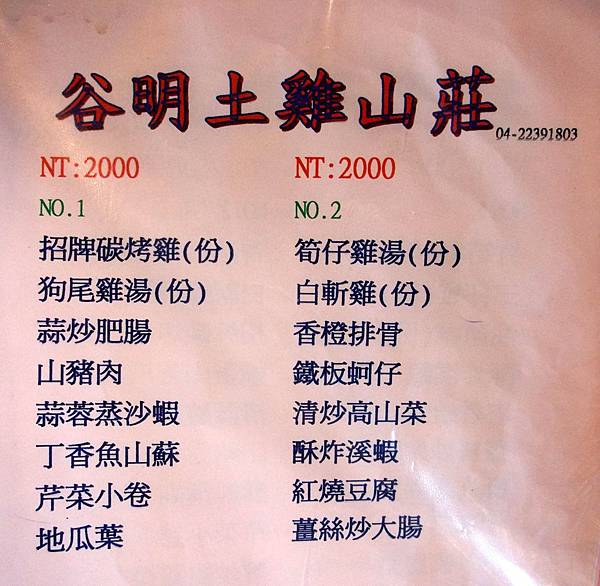 谷明土雞山莊
04-22391803
NT:2000
NO.1
招牌碳烤雞(份)
狗尾雞湯(份)
蒜炒肥腸
山豬肉
蒜蓉蒸沙蝦
丁香魚山蘇
芹菜小卷
地瓜葉
NT:2000
NO.2
筍仔雞湯(份)
白斬雞(份)
香橙排骨
鐵板蚵仔
清炒高山菜
酥炸溪蝦
紅燒豆腐
薑絲炒大腸